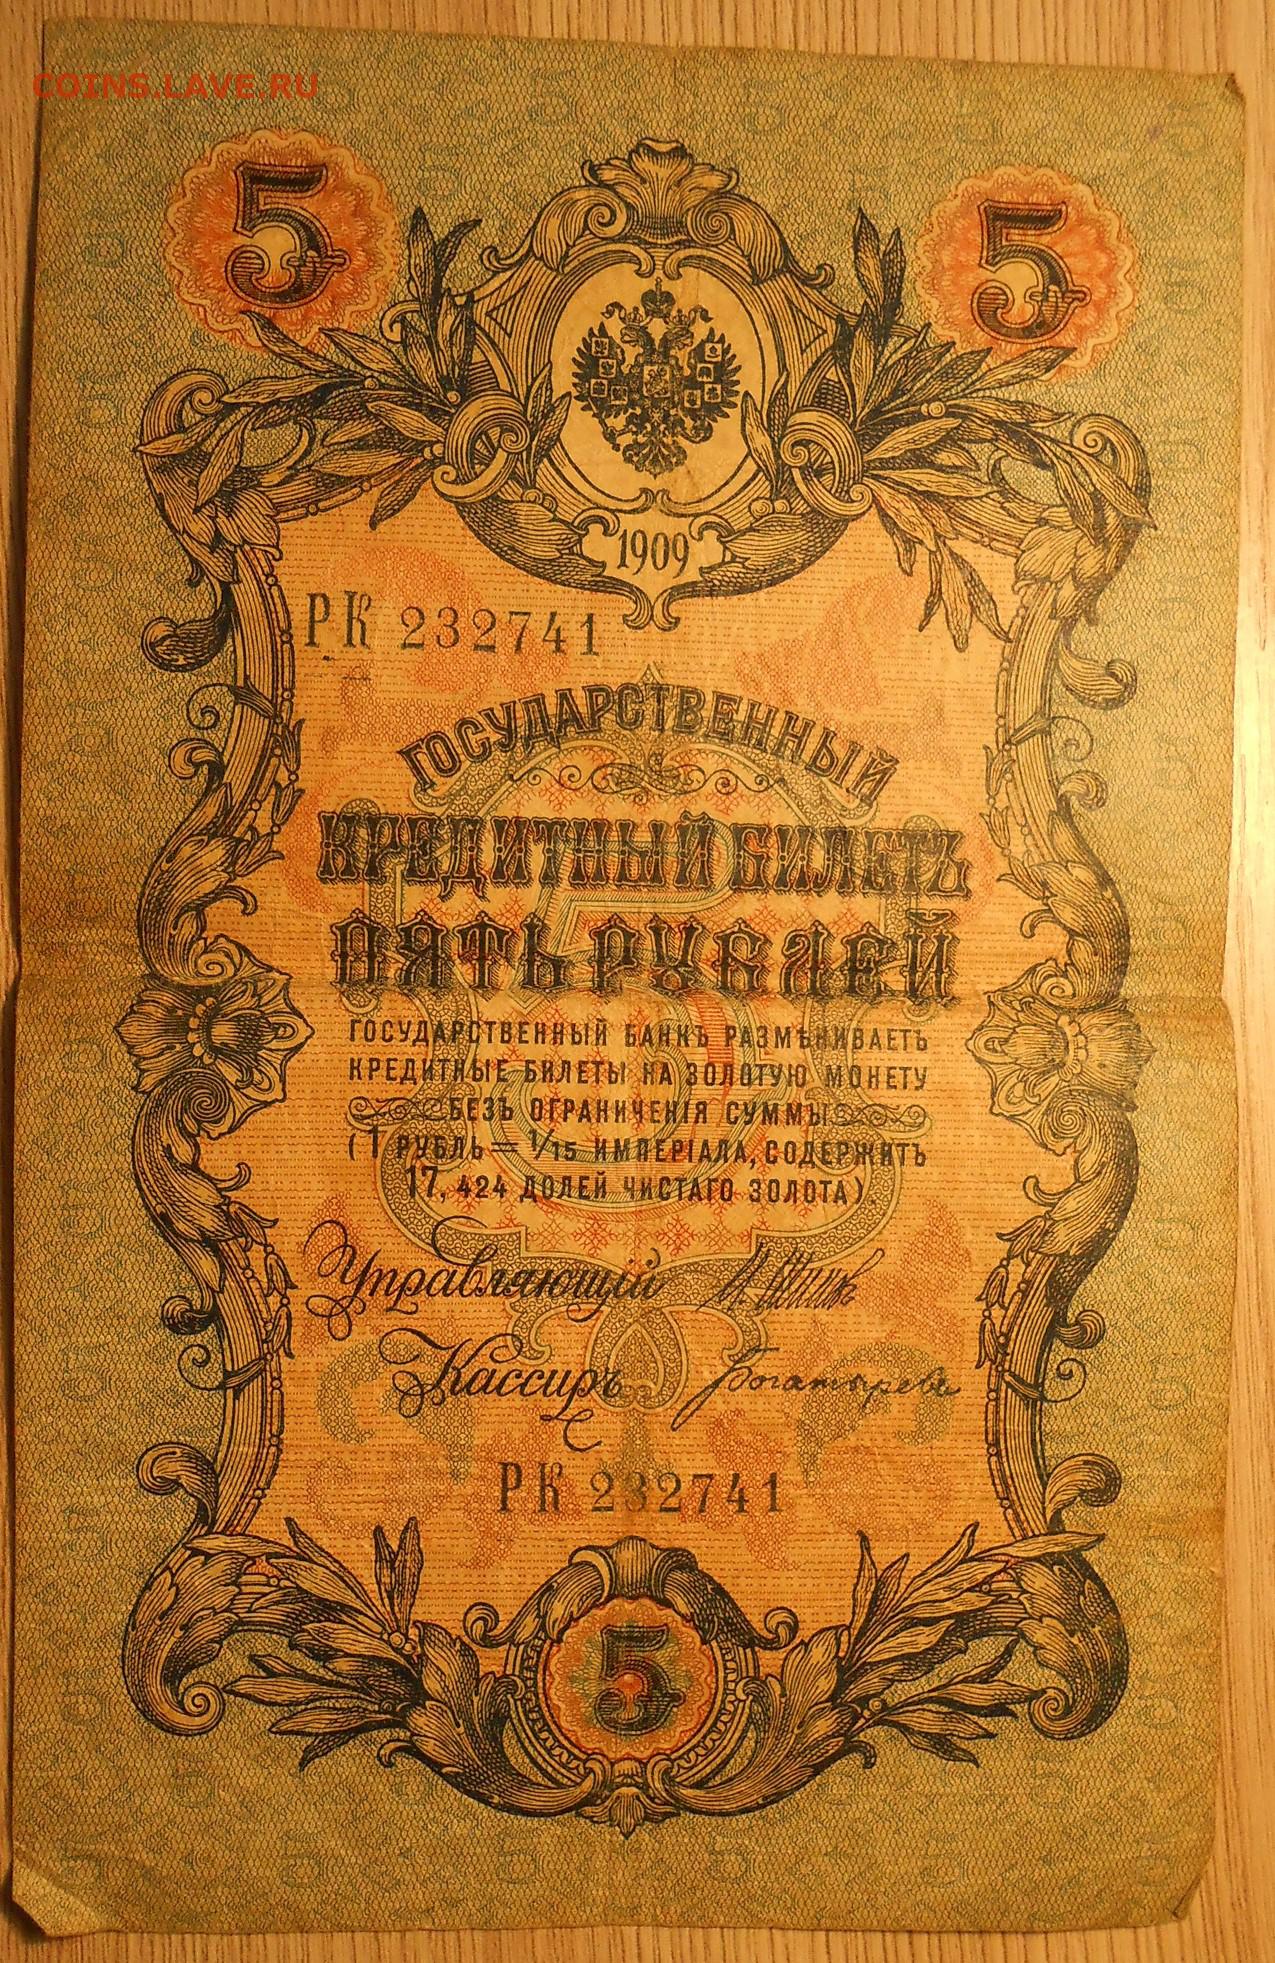 COINS.LAVE.RU
5 5
1909
РК 232741
ГОСУДАРСТВЕННЫЙ
КРЕДИТНЫЙ БИЛЕТЪ
ПЯТЬ РУБЛЕЙ
ГОСУДАРСТВЕННЫЙ БАНКЪ РАЗМѢНИВАЕТЪ
КРЕДИТНЫЕ БИЛЕТЫ НА ЗОЛОТУЮ МОНЕТУ
БЕЗЪ ОГРАНИЧЕНІЯ СУММЫ
(1 РУБЛЬ = 1/15 ИМПЕРІАЛА, СОДЕРЖИТЪ
17,424 ДОЛЕЙ ЧИСТАГО ЗОЛОТА).
Управляющій И. Шипов
Кассиръ Богатырева
РК 232741
5